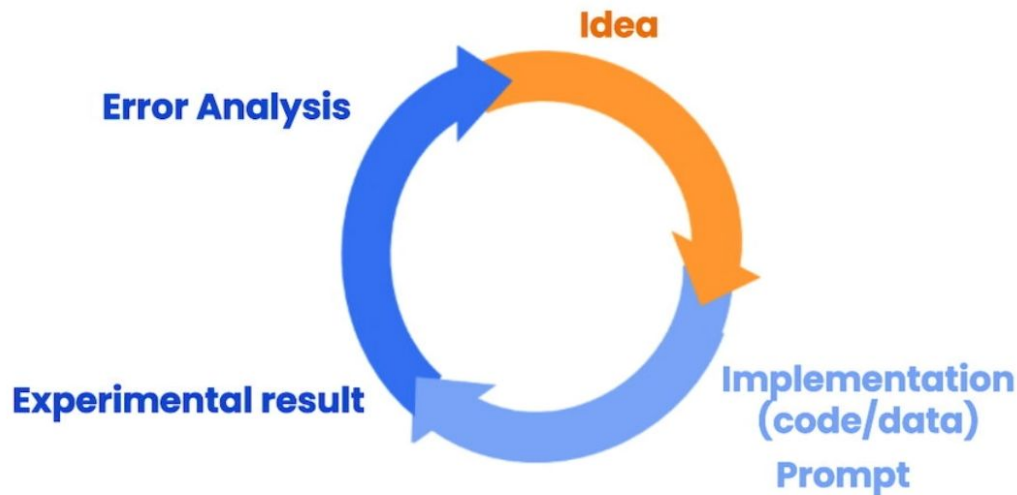 Idea
Error Analysis
Implementation
(code/data)
Prompt
Experimental result